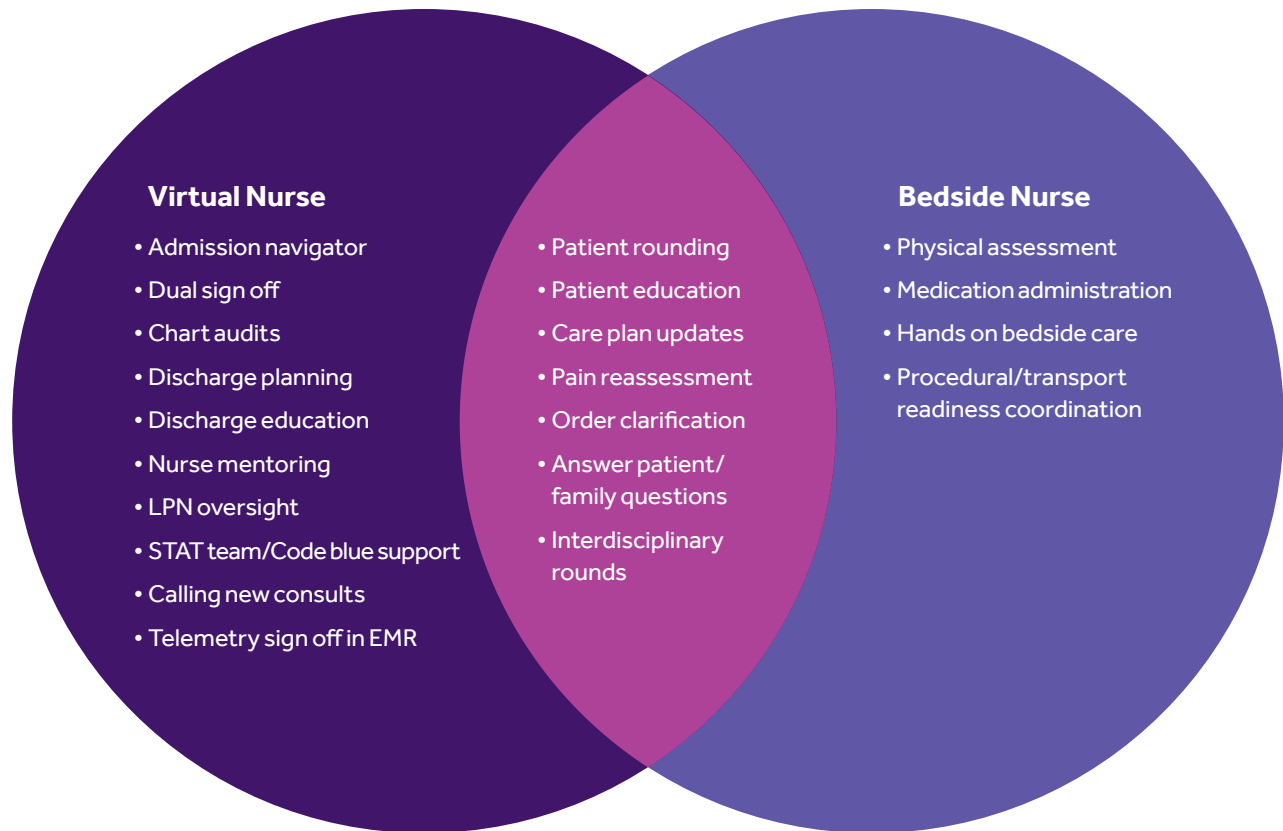 Virtual Nurse
• Admission navigator
• Dual sign off
• Chart audits
• Discharge planning
• Discharge education
• Nurse mentoring
• LPN oversight
• STAT team/Code blue support
• Calling new consults
• Telemetry sign off in EMR
• Patient rounding
• Patient education
• Care plan updates
• Pain reassessment
• Order clarification
• Answer patient/
family questions
• Interdisciplinary
rounds
Bedside Nurse
• Physical assessment
• Medication administration
• Hands on bedside care
• Procedural/transport
readiness coordination